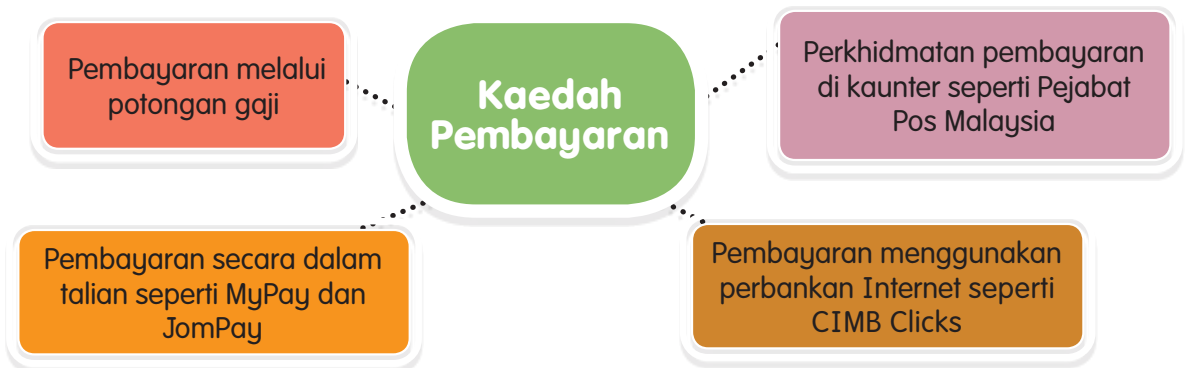 Pembayaran melalui
potongan gaji
Kaedah
Pembayaran
Perkhidmatan pembayaran
di kaunter seperti Pejabat
Pos Malaysia
Pembayaran secara dalam
talian seperti MyPay dan
JomPay
Pembayaran menggunakan
perbankan Internet seperti
CIMB Clicks